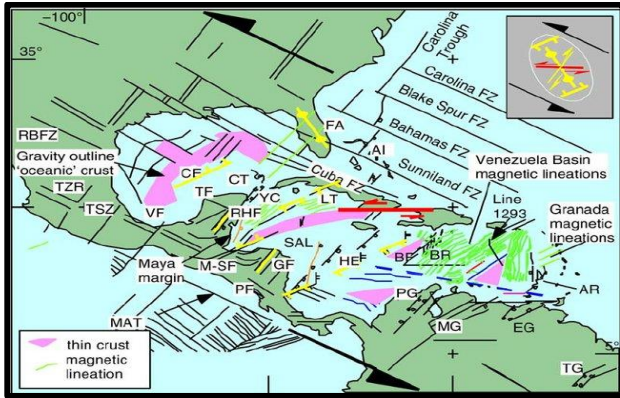 -100°
35°
Carolina
Trough
Carolina FZ
Blake Spur FZ
Bahamas FZ
Sunniland FZ
Cuba FZ
FA
AI
RBFZ
Gravity outline
'oceanic' crust
TZR
TSZ
VF
CF
TF
CT
YC
LT
RHF
SAL
HE
BF
BR
Venezuela Basin
magnetic lineations
Line
1293
Granada
magnetic
lineations
Maya
margin
M-SF
GF
PF
PG
MAT
MG
EG
AR
TG
5°
thin crust
magnetic
lineation